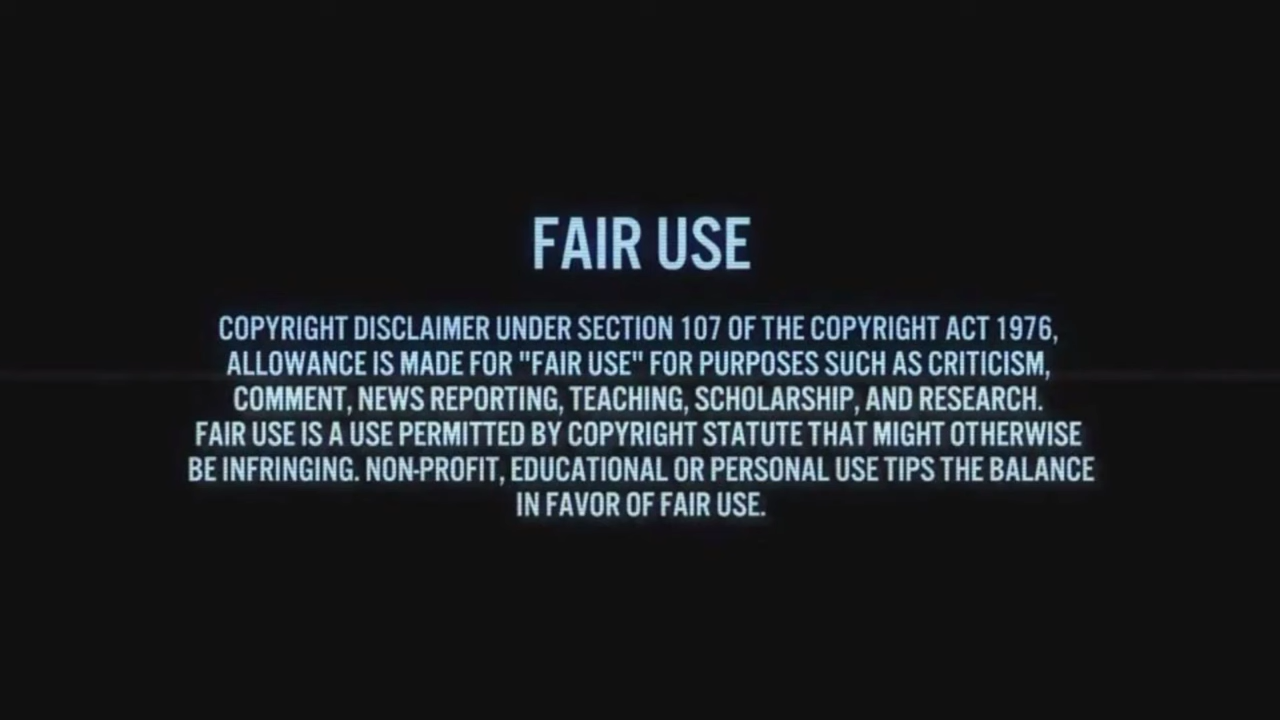 FAIR USE
COPYRIGHT DISCLAIMER UNDER SECTION 107 OF THE COPYRIGHT ACT 1976,
ALLOWANCE IS MADE FOR "FAIR USE" FOR PURPOSES SUCH AS CRITICISM,
COMMENT, NEWS REPORTING, TEACHING, SCHOLARSHIP, AND RESEARCH.
FAIR USE IS A USE PERMITTED BY COPYRIGHT STATUTE THAT MIGHT OTHERWISE
BE INFRINGING. NON-PROFIT, EDUCATIONAL OR PERSONAL USE TIPS THE BALANCE
IN FAVOR OF FAIR USE.